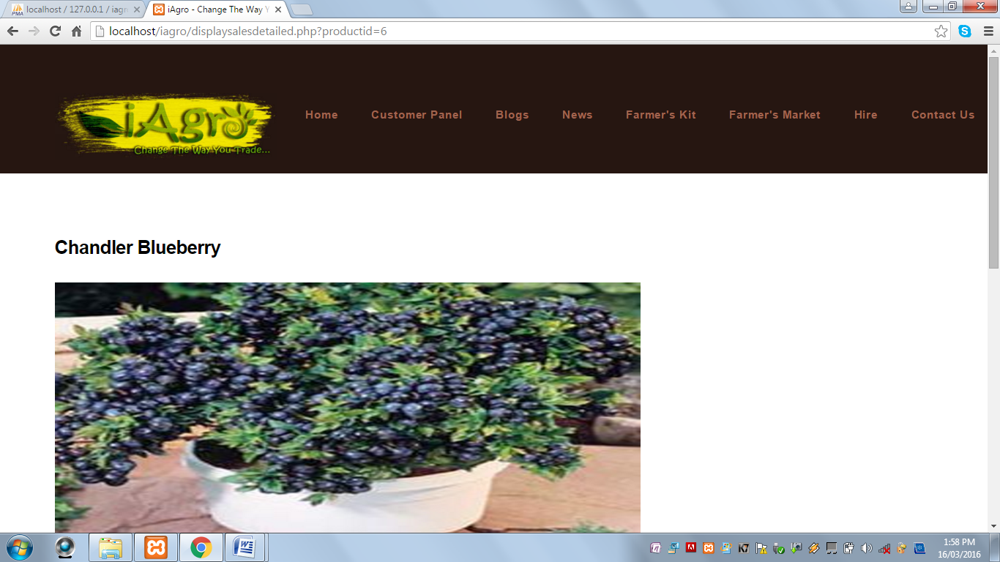 localhost / 127.0.0.1 / iagr
iAgro - Change The Way Y
localhost/iagro/displaysalesdetailed.php?productid=6
iAgro
Change The Way You Trade...
Home Customer Panel Blogs News Farmer's Kit Farmer's Market Hire Contact Us
Chandler Blueberry
1:58 PM
16/03/2016